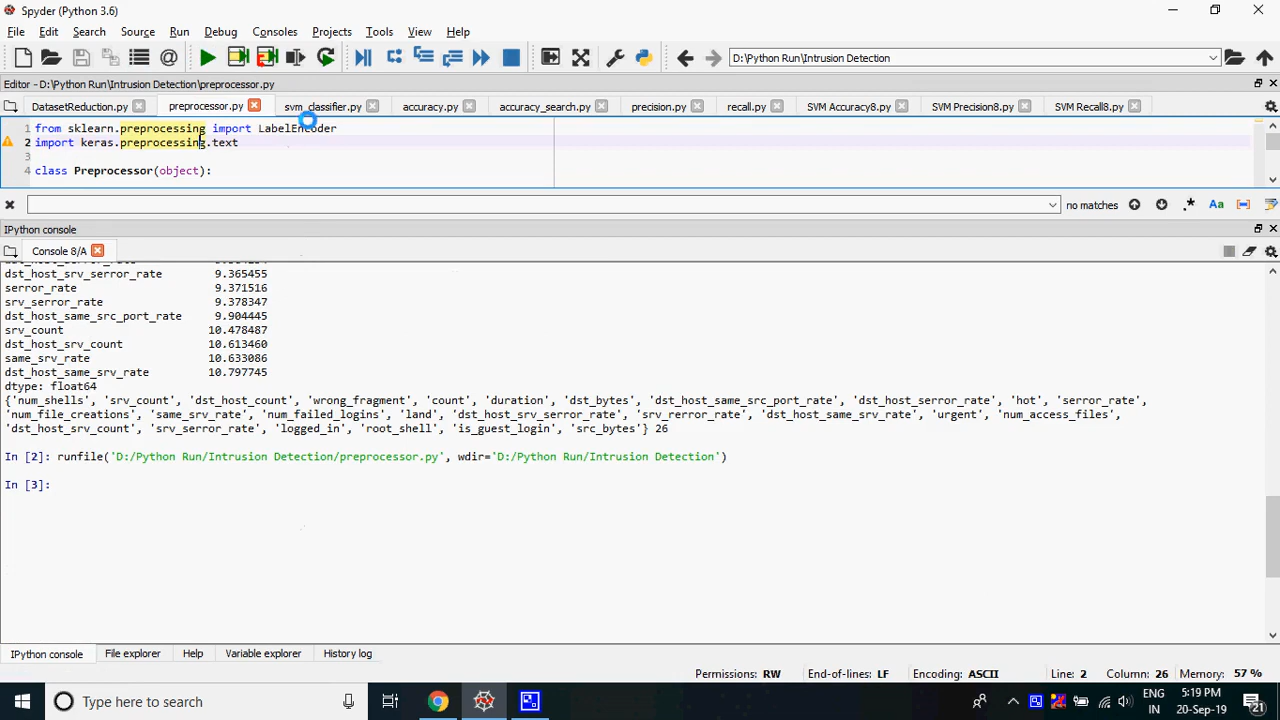 Spyder (Python 3.6)
File Edit Search Source Run Debug Consoles Projects Tools View Help
D:\Python Run\Intrusion Detection
Editor - D:\Python Run\Intrusion Detection\preprocessor.py
DatasetReduction.py preprocessor.py svm_classifier.py accuracy.py accuracy_search.py precision.py recall.py SVM Accuracy8.py SVM Precision8.py SVM Recall8.py
1 from sklearn.preprocessing import LabelEncoder
2 import keras.preprocessing.text
3
4 class Preprocessor(object):
no matches .* Aa
IPython console
Console 8/A
dst_host_srv_serror_rate 9.365455
serror_rate 9.371516
srv_serror_rate 9.378347
dst_host_same_src_port_rate 9.904445
srv_count 10.478487
dst_host_srv_count 10.613460
same_srv_rate 10.633086
dst_host_same_srv_rate 10.797745
dtype: float64
{'num_shells', 'srv_count', 'dst_host_count', 'wrong_fragment', 'count', 'duration', 'dst_bytes', 'dst_host_same_src_port_rate', 'dst_host_serror_rate', 'hot', 'serror_rate',
'num_file_creations', 'same_srv_rate', 'num_failed_logins', 'land', 'dst_host_srv_serror_rate', 'srv_rerror_rate', 'dst_host_same_srv_rate', 'urgent', 'num_access_files',
'dst_host_srv_count', 'srv_serror_rate', 'logged_in', 'root_shell', 'is_guest_login', 'src_bytes'} 26
In [2]: runfile('D:/Python Run/Intrusion Detection/preprocessor.py', wdir='D:/Python Run/Intrusion Detection')
In [3]:
IPython console File explorer Help Variable explorer History log
Permissions: RW End-of-lines: LF Encoding: ASCII Line: 2 Column: 26 Memory: 57 %
Type here to search
ENG 5:19 PM
IN 20-Sep-19 21